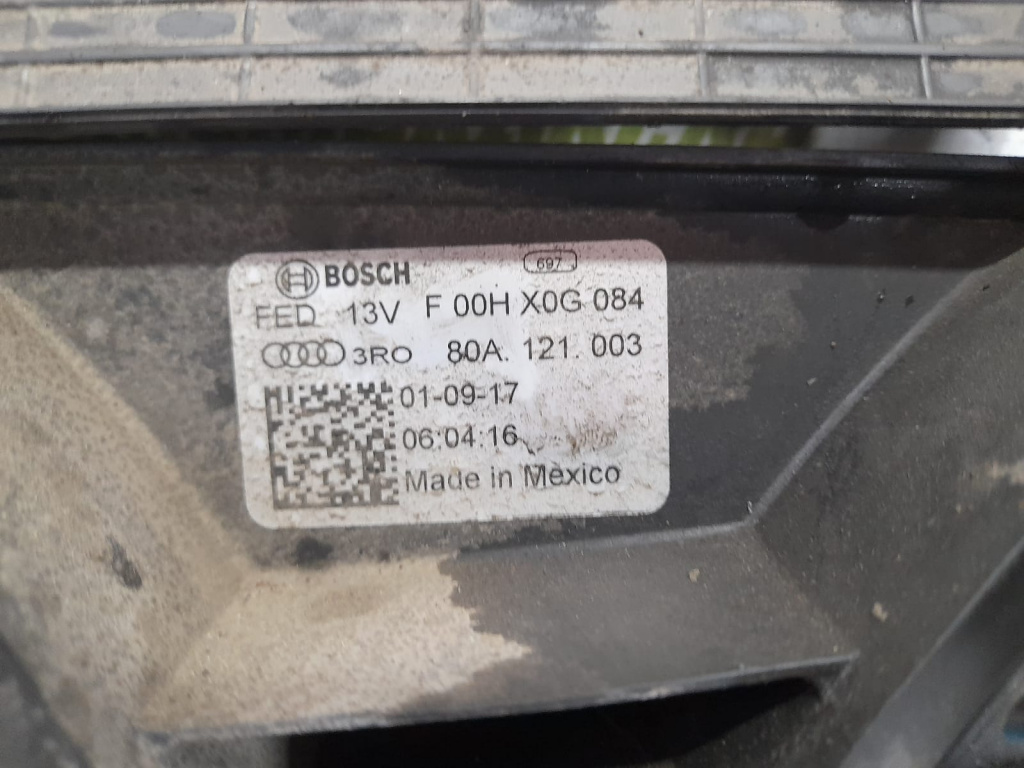 BOSCH
697
FED 13V F 00H X0G 084
3RO 80A. 121. 003
01-09-17
06:04:16
Made in Mexico